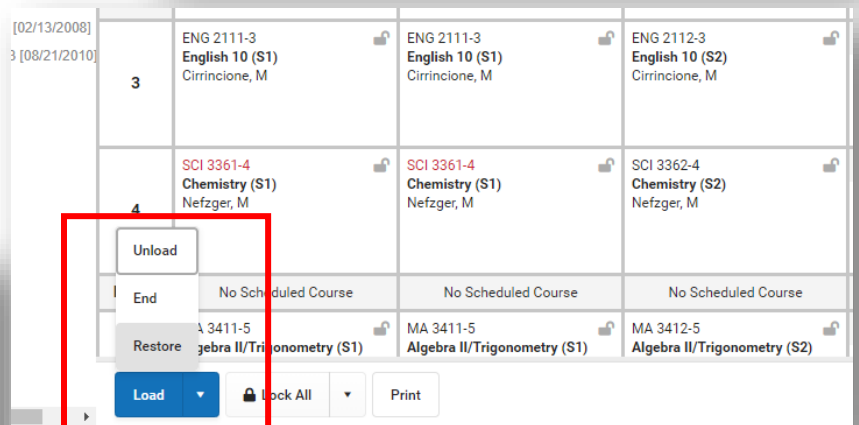 [02/13/2008]
3 [08/21/2010]
3
ENG 2111-3
English 10 (S1)
Cirrincione, M
ENG 2111-3
English 10 (S1)
Cirrincione, M
ENG 2112-3
English 10 (S2)
Cirrincione, M
4
SCI 3361-4
Chemistry (S1)
Nefzger, M
SCI 3361-4
Chemistry (S1)
Nefzger, M
SCI 3362-4
Chemistry (S2)
Nefzger, M
No Scheduled Course
No Scheduled Course
No Scheduled Course
A 3411-5
gebra II/Trigonometry (S1)
MA 3411-5
Algebra II/Trigonometry (S1)
MA 3412-5
Algebra II/Trigonometry (S2)
Unload
End
Restore
Load
Lock All
Print